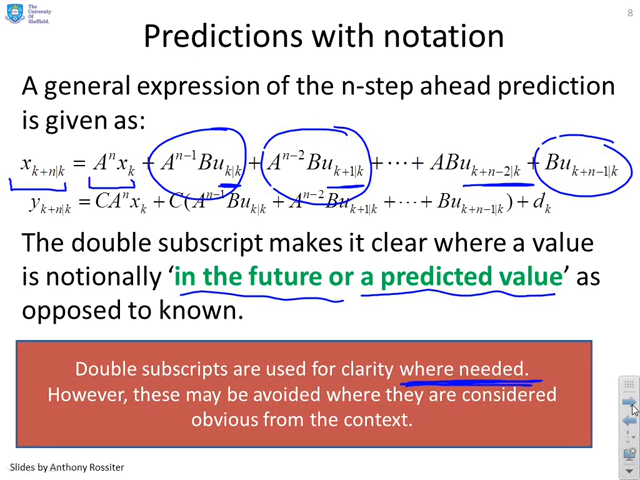 The
University
Of
Sheffield.
8
Predictions with notation
A general expression of the n-step ahead prediction
is given as:
x_{k+n|k} = A^n x_k + A^{n-1}Bu_{k|k} + A^{n-2}Bu_{k+1|k} + ⋯ + ABu_{k+n-2|k} + Bu_{k+n-1|k}
y_{k+n|k} = CA^n x_k + C(A^{n-1}Bu_{k|k} + A^{n-2}Bu_{k+1|k} + ⋯ + Bu_{k+n-1|k}) + d_k
The double subscript makes it clear where a value
is notionally ‘in the future or a predicted value’ as
opposed to known.
Double subscripts are used for clarity where needed.
However, these may be avoided where they are considered
obvious from the context.
Slides by Anthony Rossiter